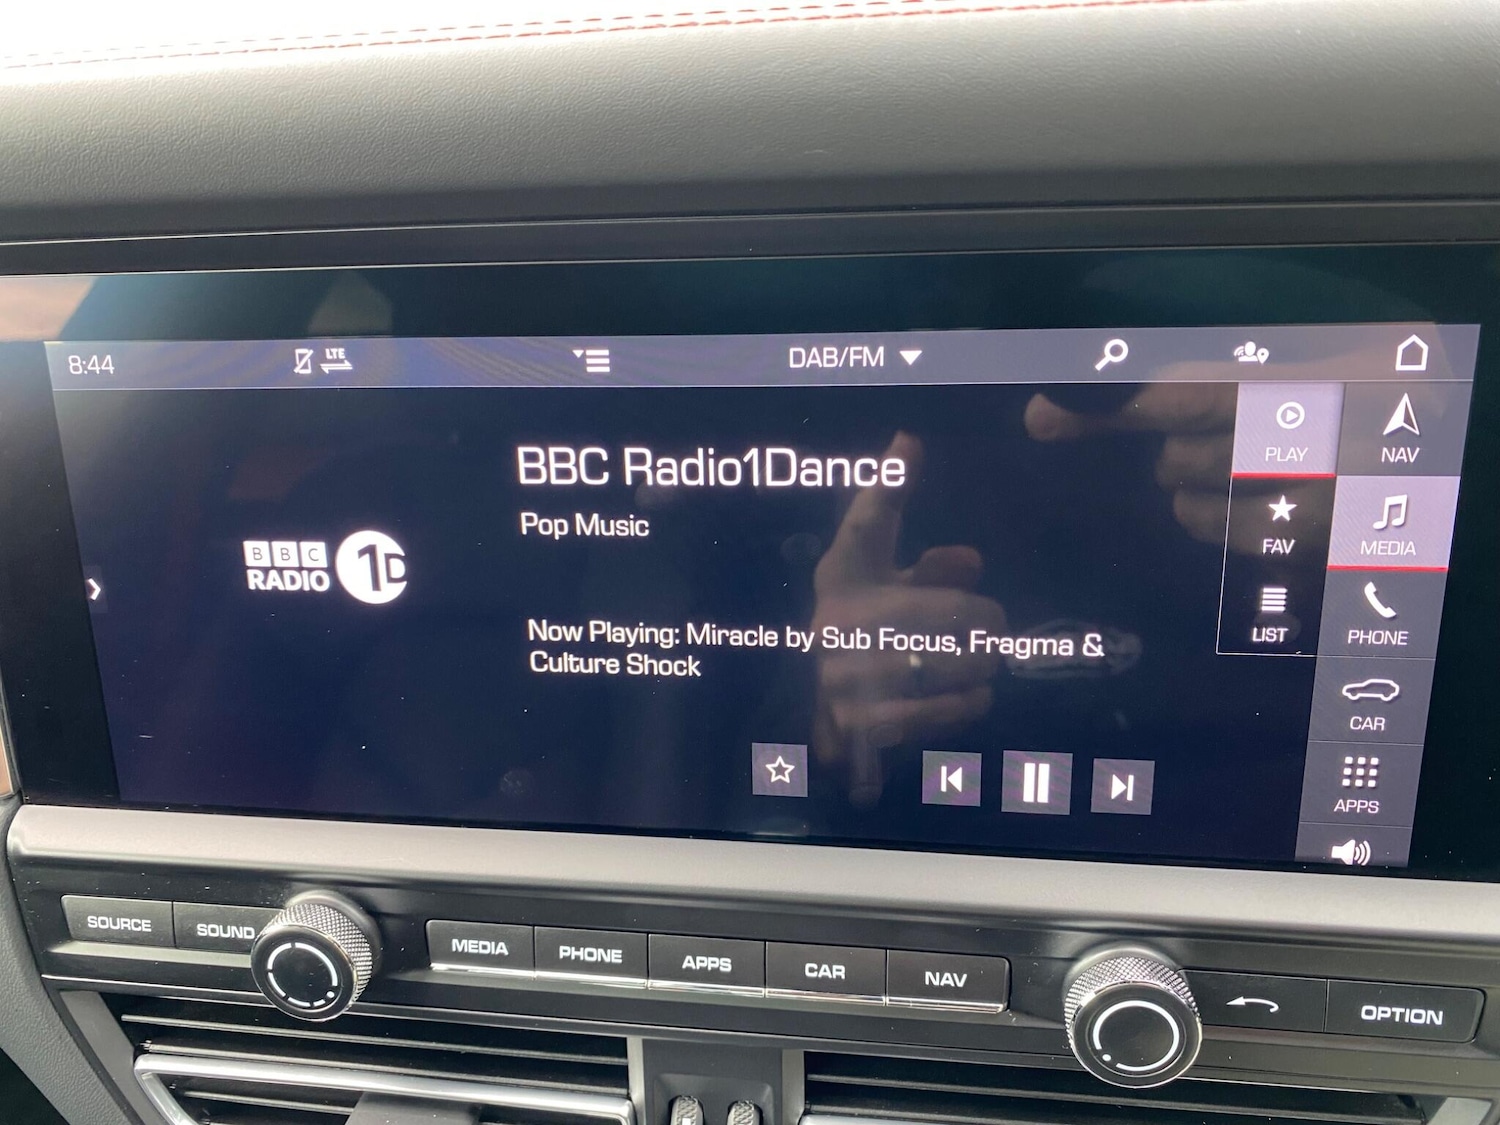 8:44
LTE
DAB/FM
BBC Radio1Dance
Pop Music
BBC
RADIO 1D
Now Playing: Miracle by Sub Focus, Fragma &
Culture Shock
PLAY
NAV
FAV
MEDIA
LIST
PHONE
CAR
APPS
SOURCE
SOUND
MEDIA
PHONE
APPS
CAR
NAV
OPTION